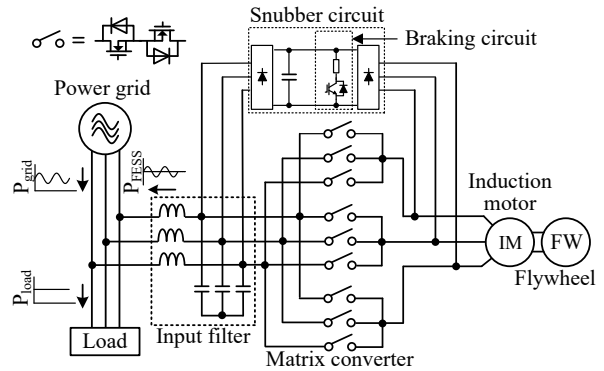 Snubber circuit
Braking circuit
=
Power grid
P_grid
P_FESS
Induction
motor
IM
FW
Flywheel
P_load
Load
Input filter
Matrix converter